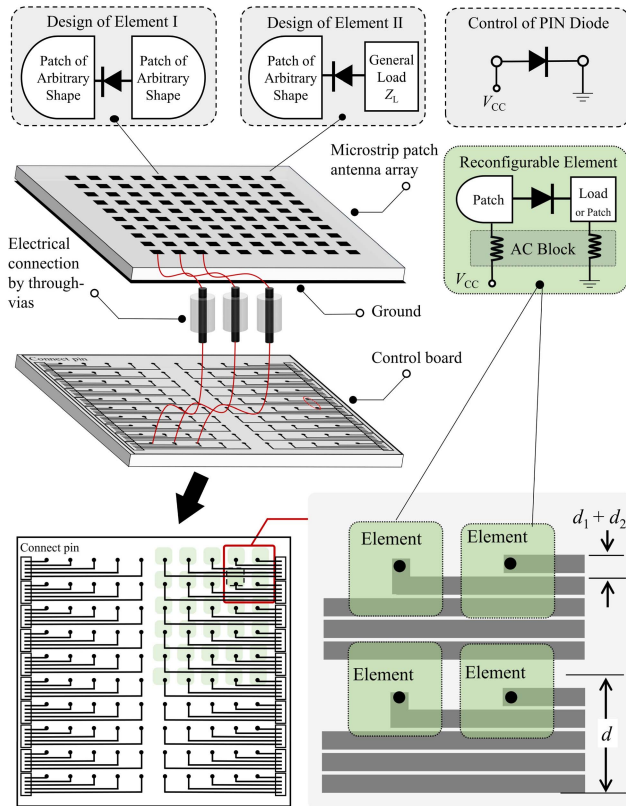 Design of Element I
Patch of
Arbitrary
Shape
Patch of
Arbitrary
Shape
Design of Element II
Patch of
Arbitrary
Shape
General
Load
Z_L
Control of PIN Diode
V_CC
Microstrip patch
antenna array
Reconfigurable Element
Patch
Load
or Patch
AC Block
V_CC
Electrical
connection
by through-
vias
Ground
Connect pin
Control board
Connect pin
Element
Element
d₁ + d₂
Element
Element
d